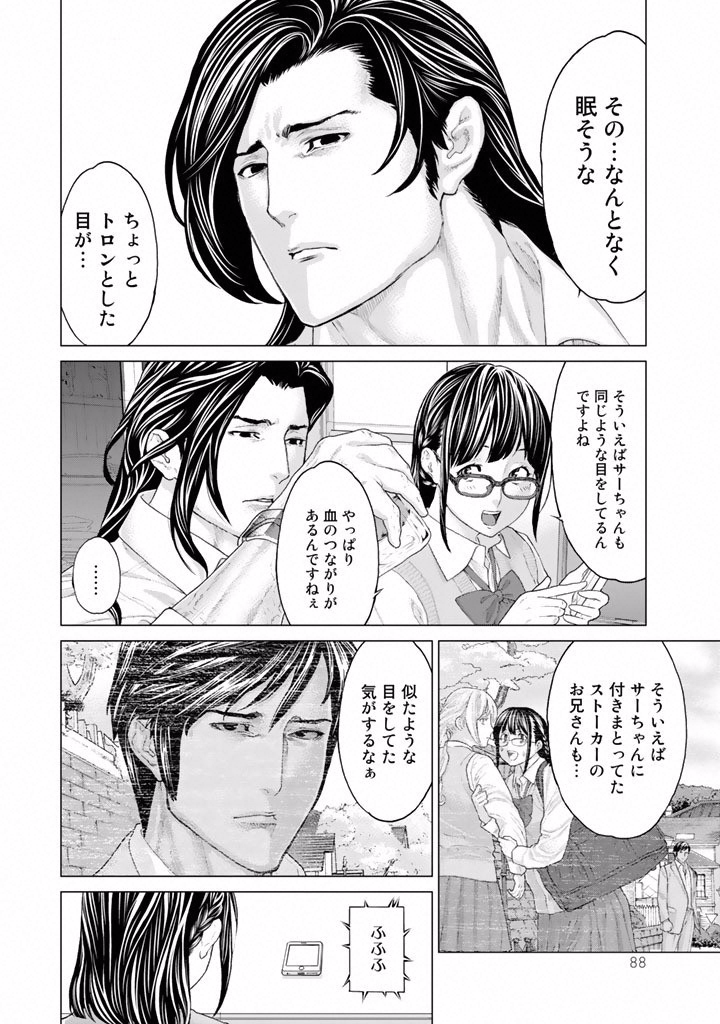 その…なんとなく
眠そうな
ちょっと
トロンとした
目が…
そういえばサーちゃんも
同じような目をしてるん
ですよね
やっぱり
血のつながりが
あるんですねぇ
……
そういえば
サーちゃんに
付きまとってた
ストーカーの
お兄さんも…
似たような
目をしてた
気がするなぁ
ふふふ
88